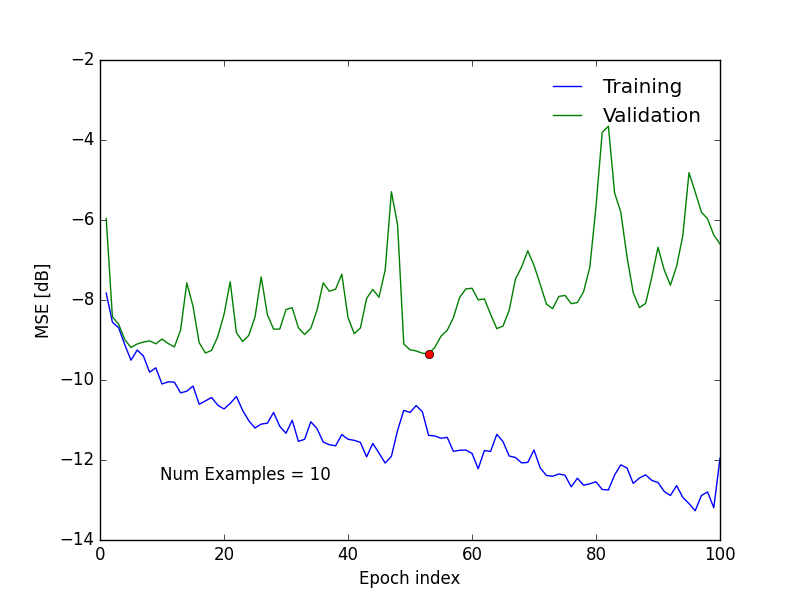 −2
−4
−6
−8
−10
−12
−14
MSE [dB]
Training
Validation
Num Examples = 10
0 20 40 60 80 100
Epoch index